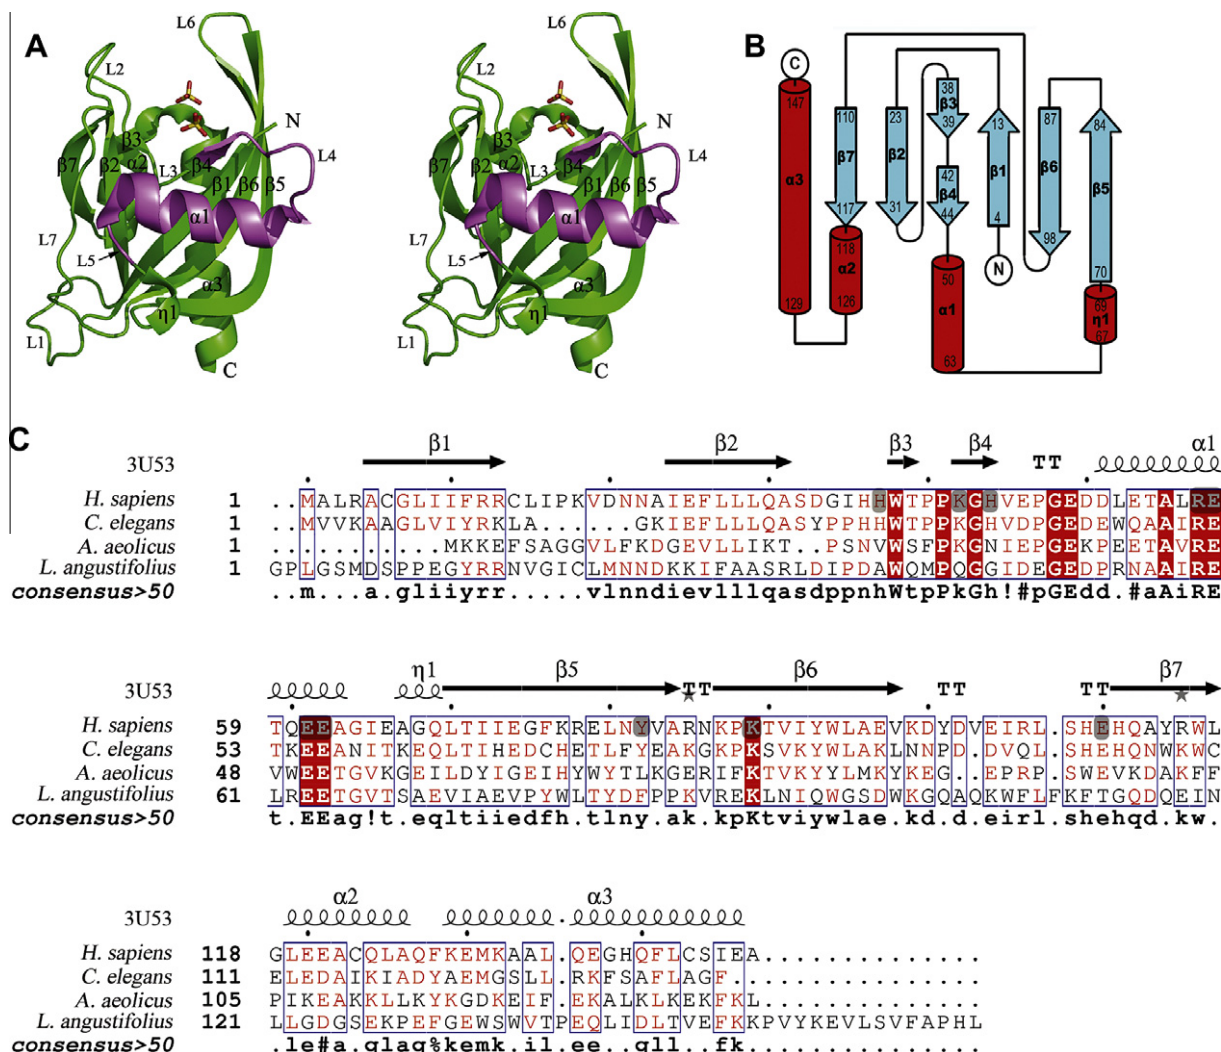 A
L6
L2
β3
α2
β7
β2
L3
β4
N
L4
β1
β6
β5
α1
L7
L5
α3
η1
L1
C
L6
L2
β3
α2
β7
β2
L3
β4
N
L4
β1
β6
β5
α1
L7
L5
α3
η1
L1
C
B
C
147
α3
129
110
β7
117
118
α2
126
23
β2
31
38
β3
39
42
β4
44
50
α1
63
13
β1
4
N
87
β6
98
84
β5
70
69
η1
67
C
3U53 β1 β2 β3 β4 TT α1
H. sapiens 1 ..MALRACGLIIFRRCLIPKVDNNAIEFLLLQASDGIHHWTPPKGHVEPGEDDLETALRE
C. elegans 1 ..MVVKAAGLVIYRKLA.....GKIEFLLLQASYPPHHWTPPKGHVDPGEDEWQAAIRE
A. aeolicus 1 ...........MKKEFSAGGVLFKDGEVLLIKT..PSNVWSFPKGNIEPGEKPEETAVRE
L. angustifolius 1 GPLGSMDSPPEGYRRNVGICLMNNDKKIFAASRLDIPDAWQMPQGGIDEGEDPRNAAIRE
consensus>50 ..m...a.gliiyrr.....vlnndievlllqasdppnhWtpPkGh!#pGEdd.#aAiRE
3U53 η1 β5 TT β6 TT TT β7
H. sapiens 59 TQEEAGIEAGQLTIIEGFKRELNYVARNKPKTVIYWLAEVKDYDVEIRL.SHEHQAYRWL
C. elegans 53 TKEEANITKEQLTIHEDCHETLFYEAKGKPKSVKYWLAKLNNPD.DVQL.SHEHQNWKWC
A. aeolicus 48 VWEETGVKGEILDYIGEIHYWYTLKGERIFKTVKYYLMKYKEG..EPRP.SWEVKDAKFF
L. angustifolius 61 LREETGVTSAEVIAEVPYWLTYDFPPKVREKLNIQWGSDWKGQAQKWFLFKFTGQDQEIN
consensus>50 t.EEag!t.eqltiiedfh.tlny.ak.kpKtviywlae.kd.d.eirl.shehqd.kw.
3U53 α2 α3
H. sapiens 118 GLEEACQLAQFKEMKAAL.QEGHQFLCSIEA..............
C. elegans 111 ELEDAIKIADYAEMGSLL.RKFSAFLAGF................
A. aeolicus 105 PIKEAKKLLKYKGDKEIF.EKALKLKEKFKL..............
L. angustifolius 121 LLGDGSEKPEFGEWSWVTPEQLIDLTVEFKKPVYKEVLSVFAPHL
consensus>50 .le#a.qlaq%kemk.il.ee..qll..fk...............